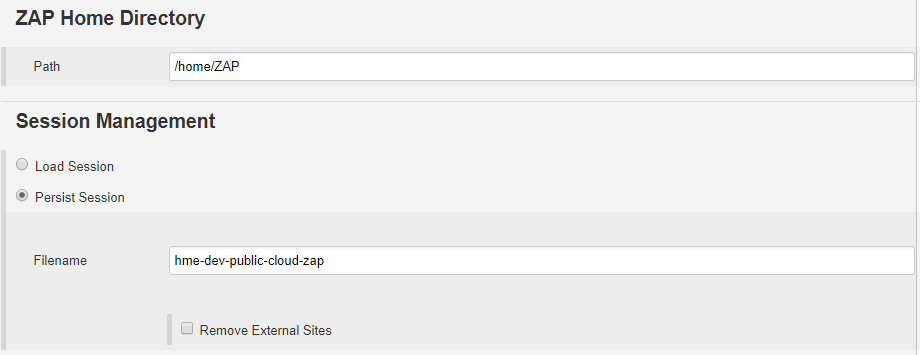 ZAP Home Directory
Path
/home/ZAP
Session Management
Load Session
Persist Session
Filename
hme-dev-public-cloud-zap
Remove External Sites